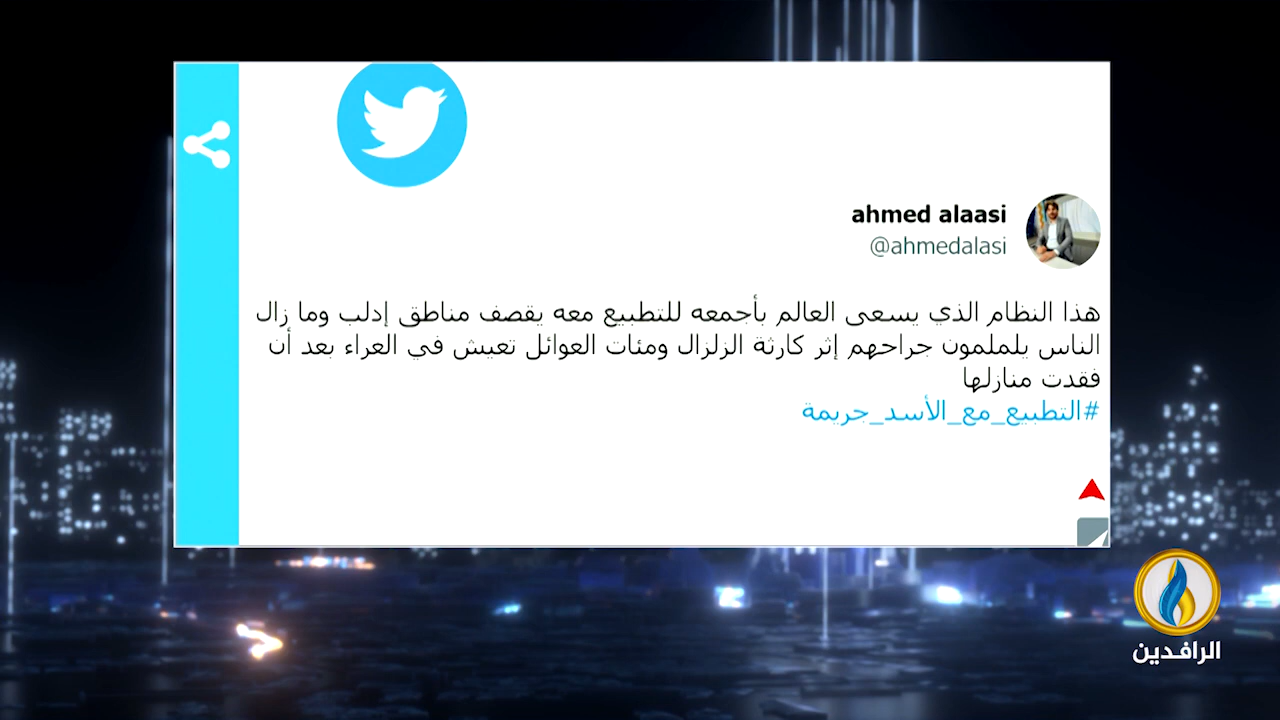 ahmed alaasi
@ahmedalasi
هذا النظام الذي يسعى العالم بأجمعه للتطبيع معه يقصف مناطق إدلب وما زال
الناس يلملمون جراحهم إثر كارثة الزلزال ومئات العوائل تعيش في العراء بعد أن
فقدت منازلها
#التطبيع_مع_الأسد_جريمة
الرافدين